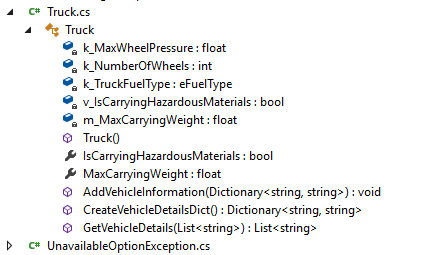 C# Truck.cs
Truck
k_MaxWheelPressure : float
k_NumberOfWheels : int
k_TruckFuelType : eFuelType
v_IsCarryingHazardousMaterials : bool
m_MaxCarryingWeight : float
Truck()
IsCarryingHazardousMaterials : bool
MaxCarryingWeight : float
AddVehicleInformation(Dictionary<string, string>) : void
CreateVehicleDetailsDict() : Dictionary<string, string>
GetVehicleDetails(List<string>) : List<string>
C# UnavailableOptionException.cs